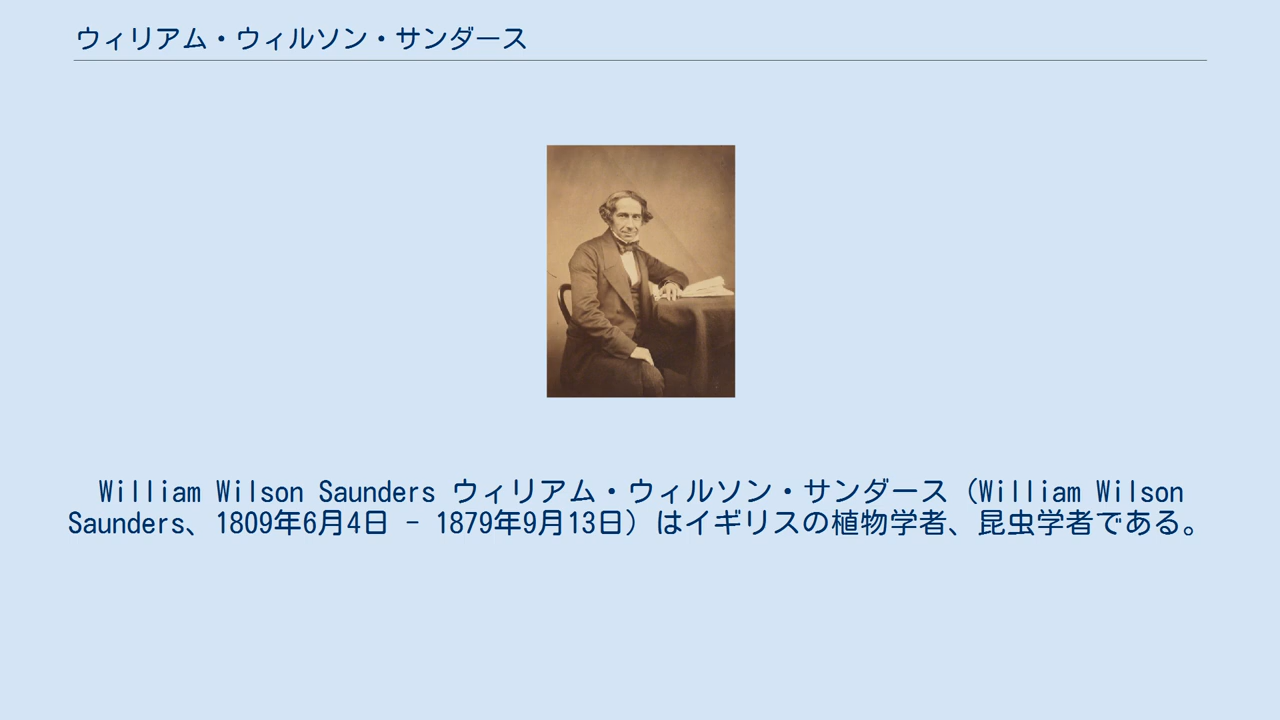 ウィリアム・ウィルソン・サンダース
William Wilson Saunders ウィリアム・ウィルソン・サンダース（William Wilson
Saunders、1809年6月4日 - 1879年9月13日）はイギリスの植物学者、昆虫学者である。